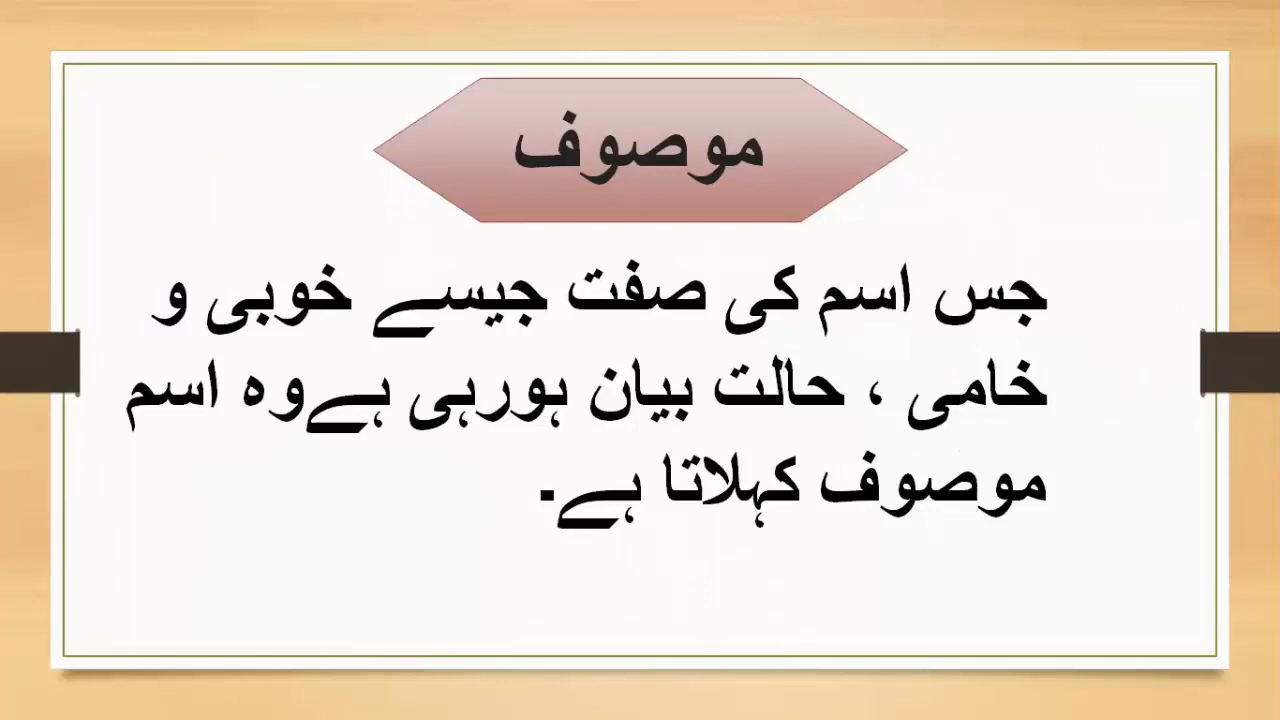 موصوف
جس اسم کی صفت جیسے خوبی و
خامی ، حالت بیان ہورہی ہےوہ اسم
موصوف کہلاتا ہے۔